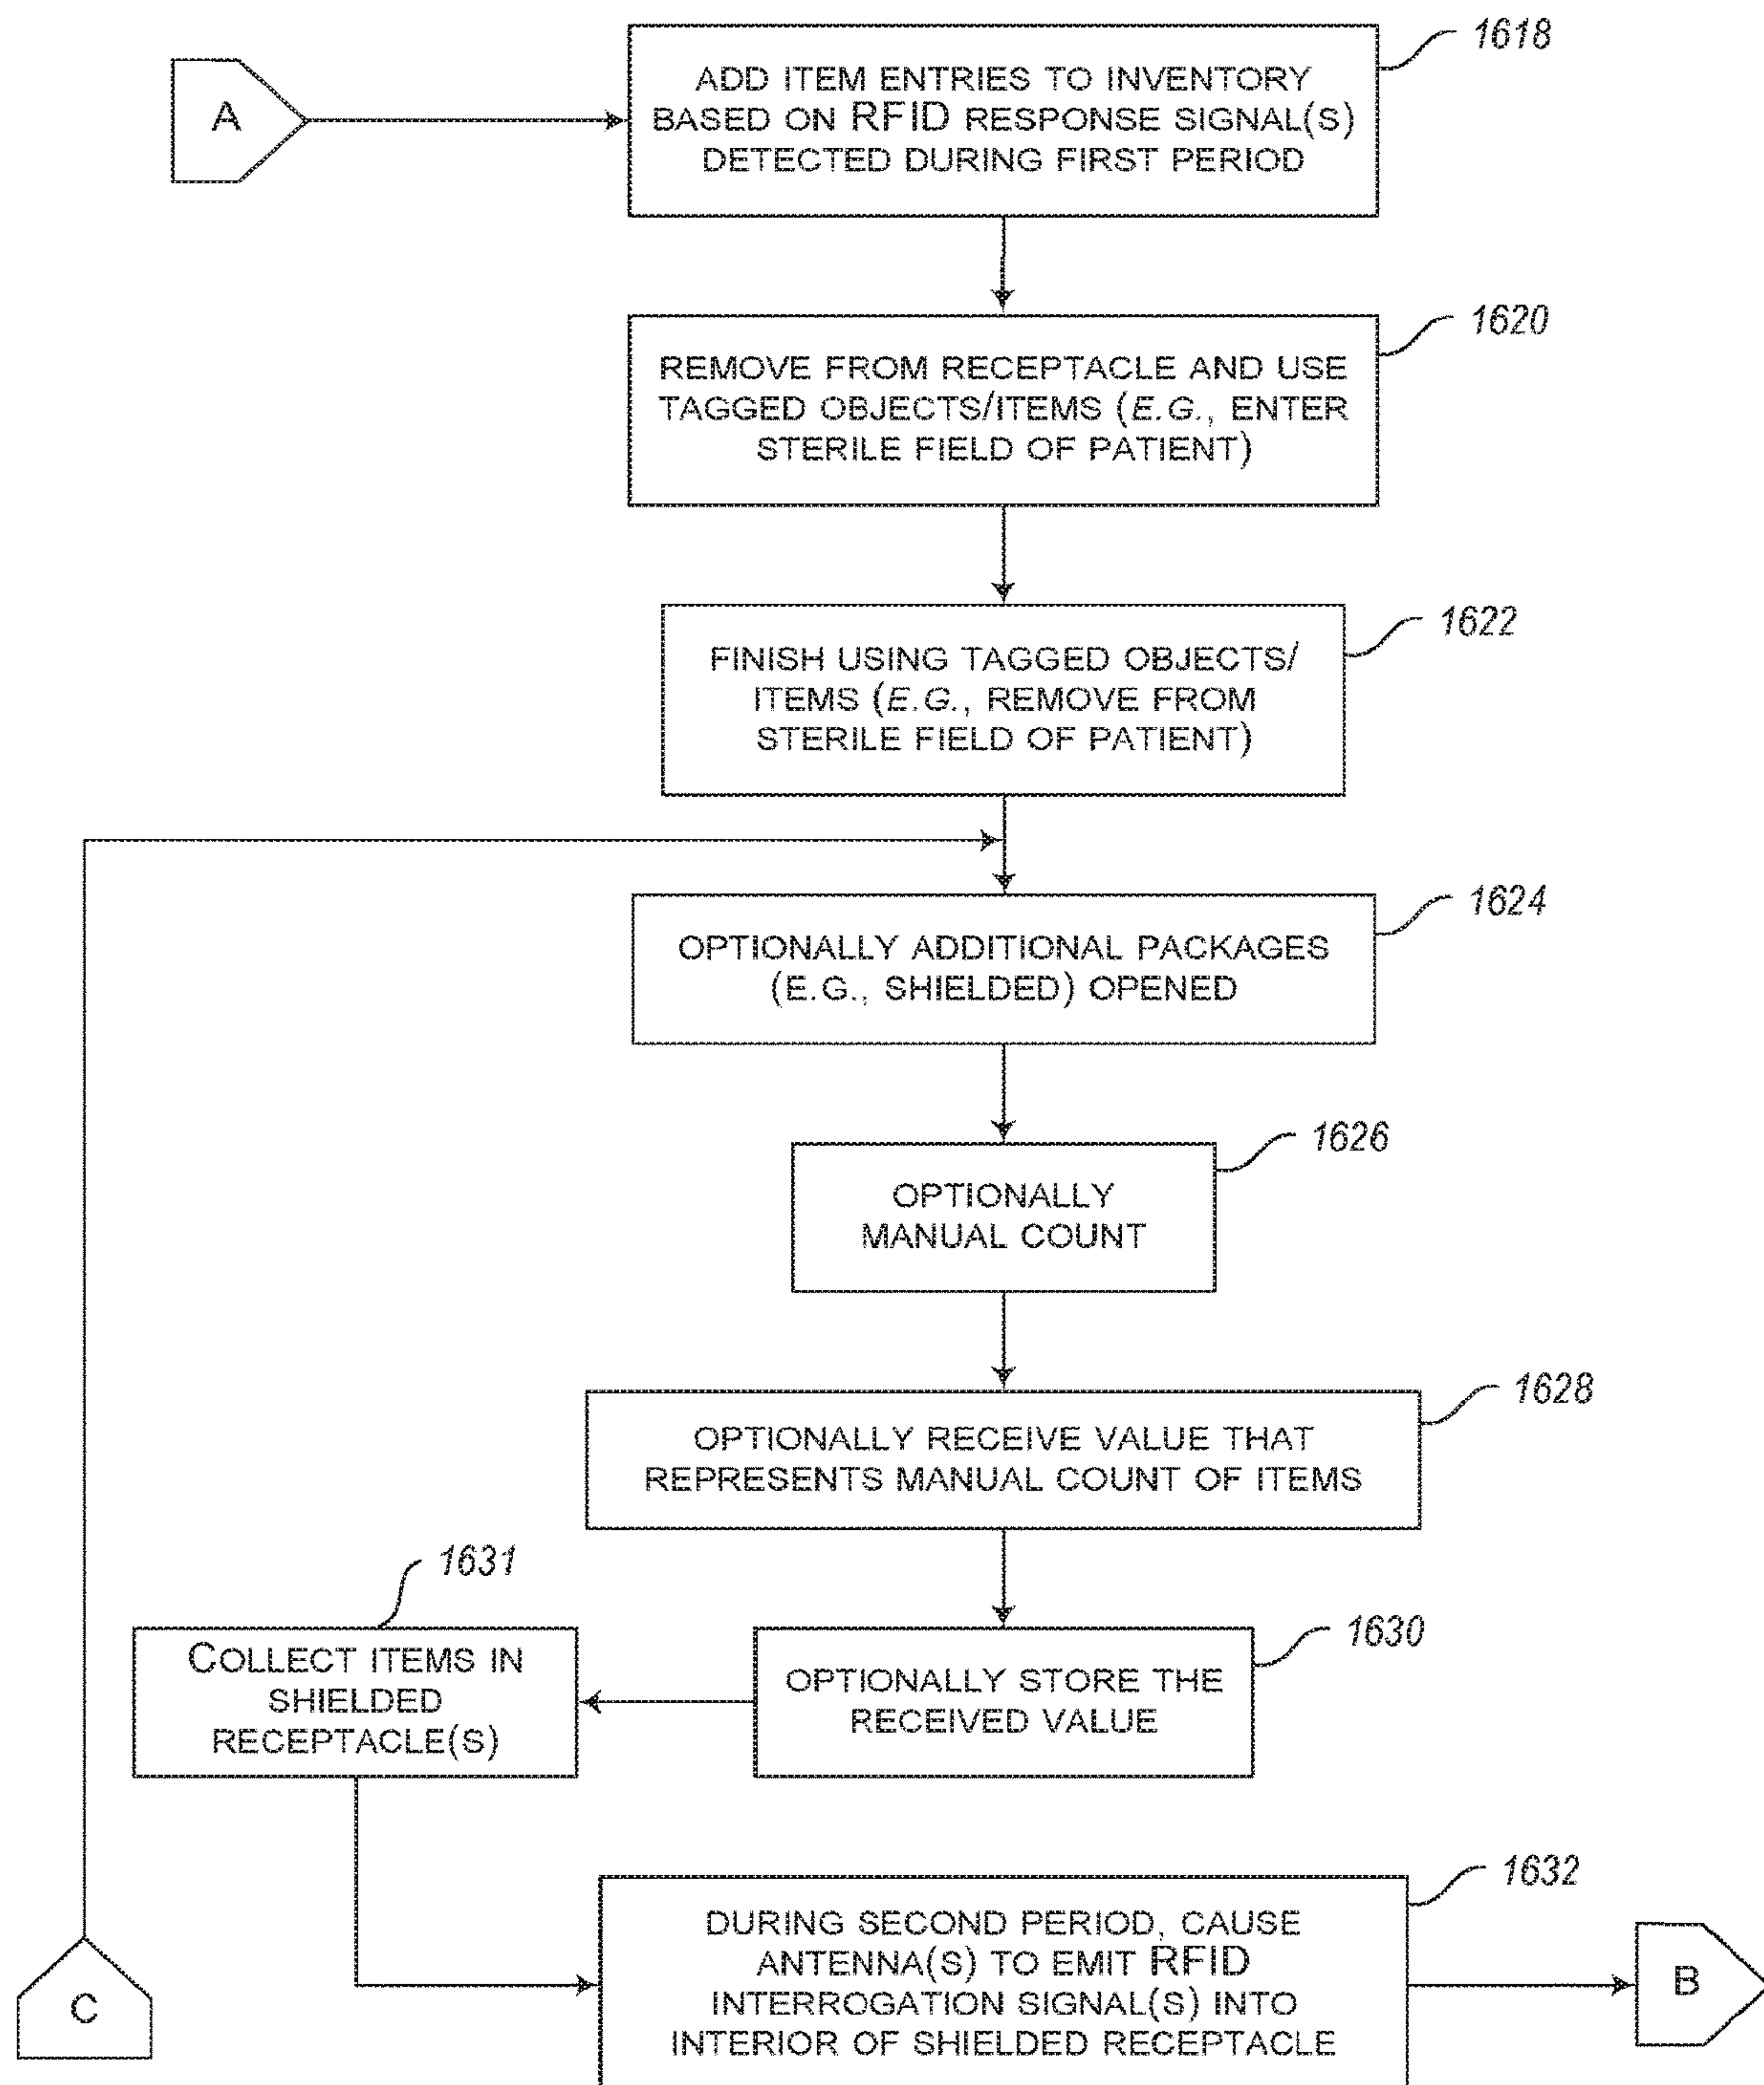 1618
A
ADD ITEM ENTRIES TO INVENTORY
BASED ON RFID RESPONSE SIGNAL(S)
DETECTED DURING FIRST PERIOD
1620
REMOVE FROM RECEPTACLE AND USE
TAGGED OBJECTS/ITEMS (E.G., ENTER
STERILE FIELD OF PATIENT)
1622
FINISH USING TAGGED OBJECTS/
ITEMS (E.G., REMOVE FROM
STERILE FIELD OF PATIENT)
1624
OPTIONALLY ADDITIONAL PACKAGES
(E.G., SHIELDED) OPENED
1626
OPTIONALLY
MANUAL COUNT
1628
OPTIONALLY RECEIVE VALUE THAT
REPRESENTS MANUAL COUNT OF ITEMS
1630
OPTIONALLY STORE THE
RECEIVED VALUE
1631
COLLECT ITEMS IN
SHIELDED
RECEPTACLE(S)
1632
DURING SECOND PERIOD, CAUSE
ANTENNA(S) TO EMIT RFID
INTERROGATION SIGNAL(S) INTO
INTERIOR OF SHIELDED RECEPTACLE
B
C